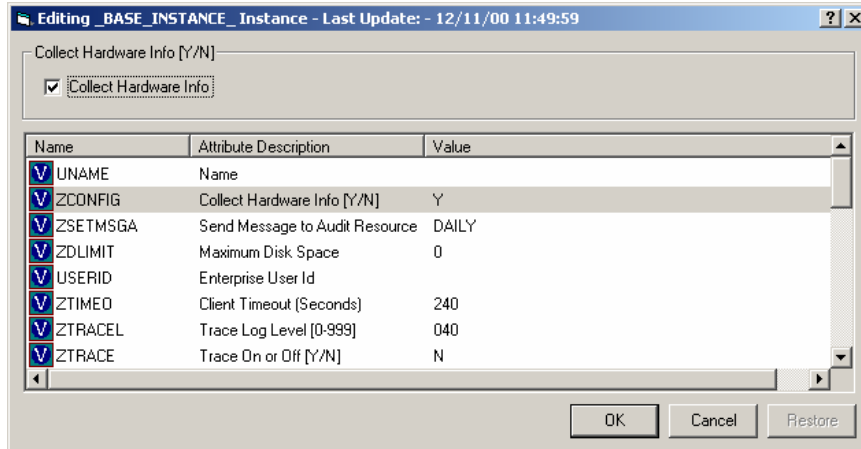 Editing _BASE_INSTANCE_ Instance - Last Update: - 12/11/00 11:49:59
Collect Hardware Info [Y/N]
Collect Hardware Info
Name Attribute Description Value
V UNAME Name
V ZCONFIG Collect Hardware Info [Y/N] Y
V ZSETMSGA Send Message to Audit Resource DAILY
V ZDLIMIT Maximum Disk Space 0
V USERID Enterprise User Id
V ZTIMEO Client Timeout (Seconds) 240
V ZTRACEL Trace Log Level [0-999] 040
V ZTRACE Trace On or Off [Y/N] N
OK Cancel Restore